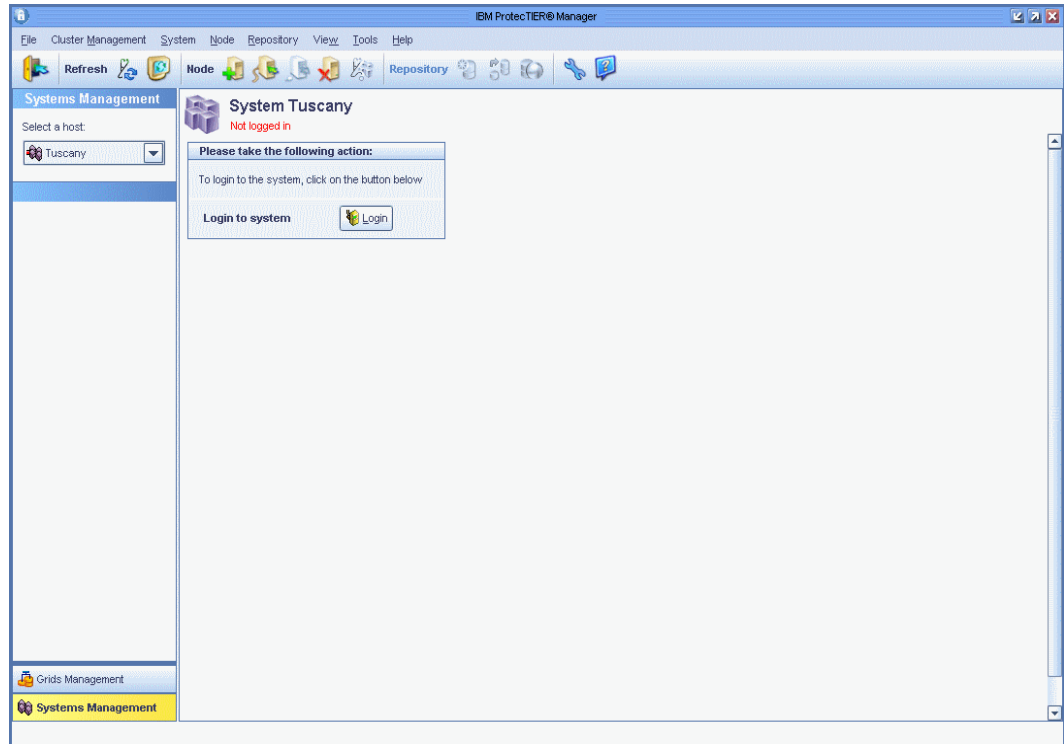 IBM ProtecTIER® Manager
File Cluster Management System Node Repository View Tools Help
Refresh Node Repository
Systems Management
Select a host:
Tuscany
System Tuscany
Not logged in
Please take the following action:
To login to the system, click on the button below
Login to system Login
Grids Management
Systems Management